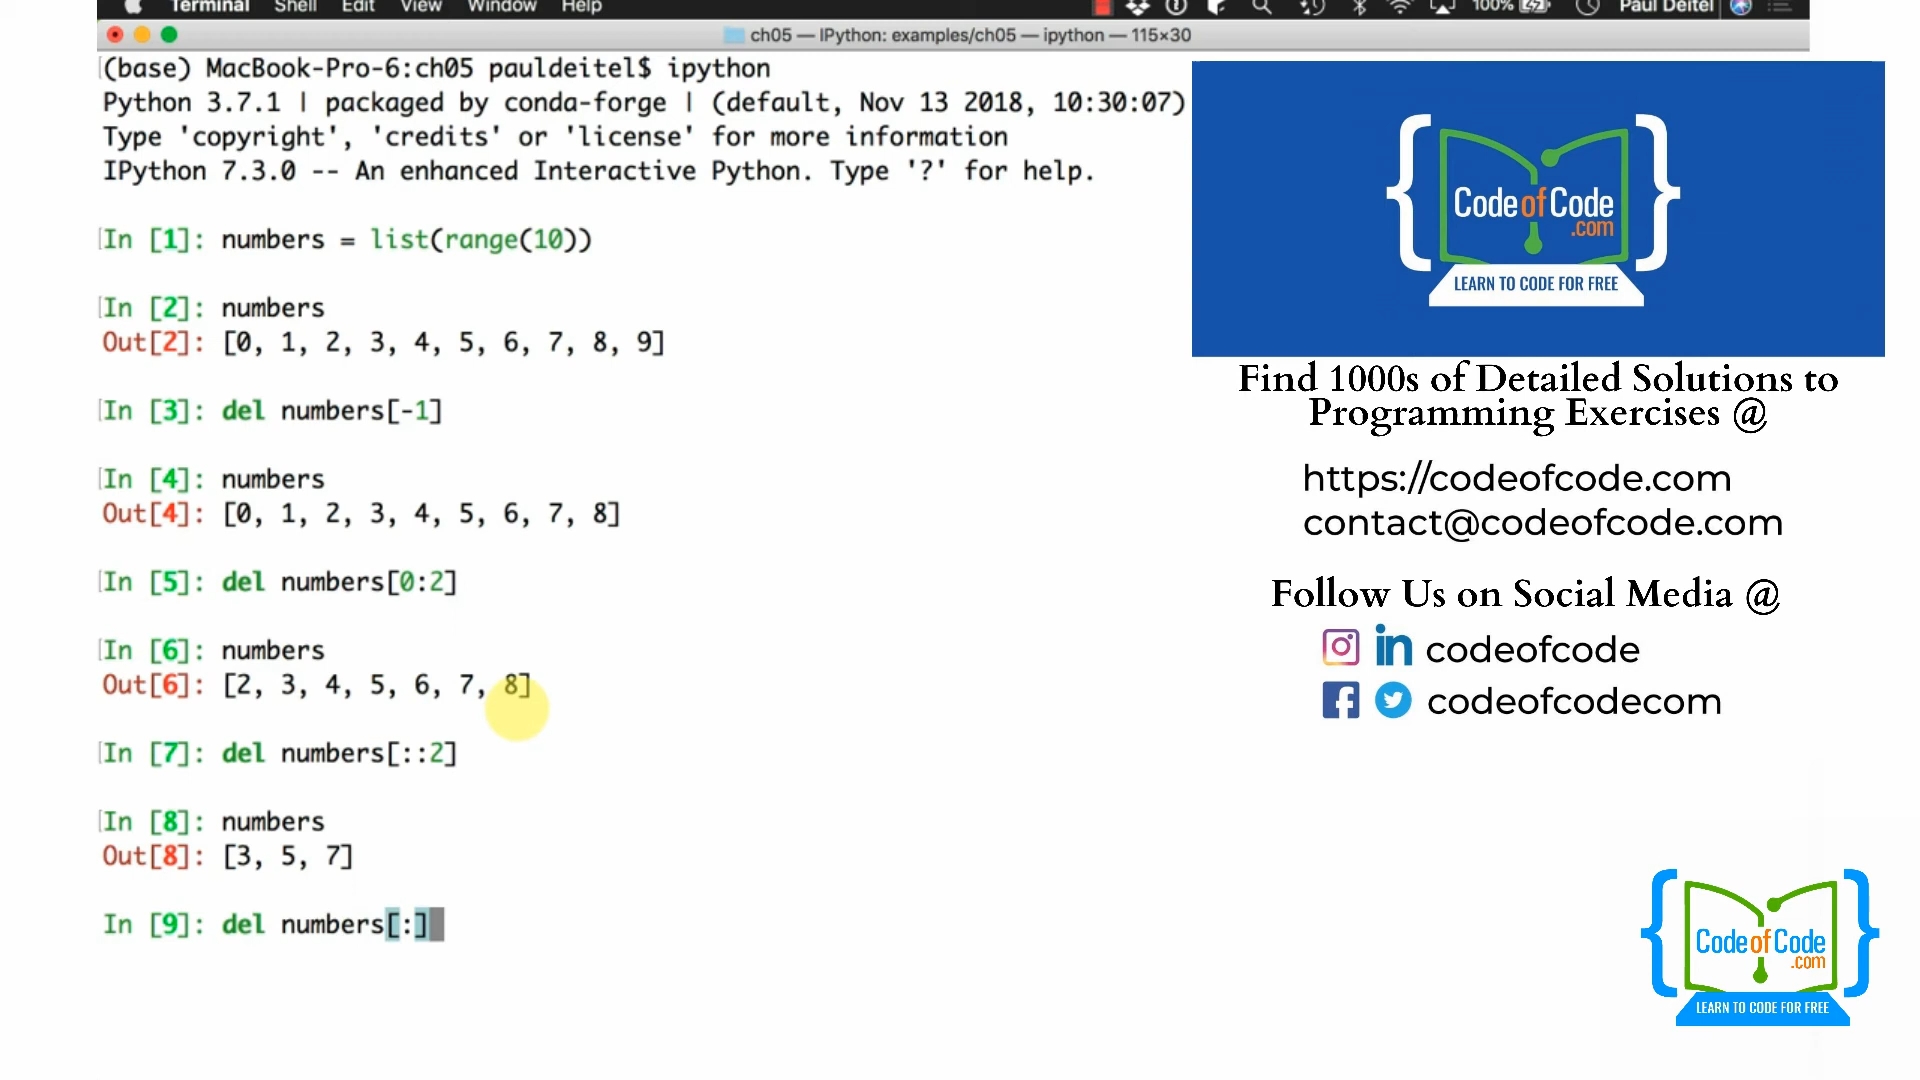 Terminal Shell Edit View Window Help 100% Paul Deitel
ch05 — IPython: examples/ch05 — ipython — 115×30
(base) MacBook-Pro-6:ch05 pauldeitel$ ipython
Python 3.7.1 | packaged by conda-forge | (default, Nov 13 2018, 10:30:07)
Type 'copyright', 'credits' or 'license' for more information
IPython 7.3.0 -- An enhanced Interactive Python. Type '?' for help.
In [1]: numbers = list(range(10))
In [2]: numbers
Out[2]: [0, 1, 2, 3, 4, 5, 6, 7, 8, 9]
In [3]: del numbers[-1]
In [4]: numbers
Out[4]: [0, 1, 2, 3, 4, 5, 6, 7, 8]
In [5]: del numbers[0:2]
In [6]: numbers
Out[6]: [2, 3, 4, 5, 6, 7, 8]
In [7]: del numbers[::2]
In [8]: numbers
Out[8]: [3, 5, 7]
In [9]: del numbers[:]
CodeofCode
.com
LEARN TO CODE FOR FREE
Find 1000s of Detailed Solutions to
Programming Exercises @
https://codeofcode.com
contact@codeofcode.com
Follow Us on Social Media @
codeofcode
codeofcodecom
CodeofCode
.com
LEARN TO CODE FOR FREE